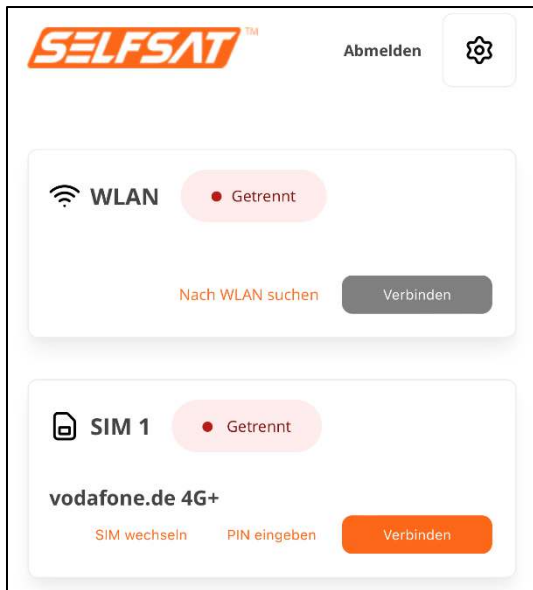 SELFSAT™
Abmelden
WLAN
Getrennt
Nach WLAN suchen
Verbinden
SIM 1
Getrennt
vodafone.de 4G+
SIM wechseln
PIN eingeben
Verbinden